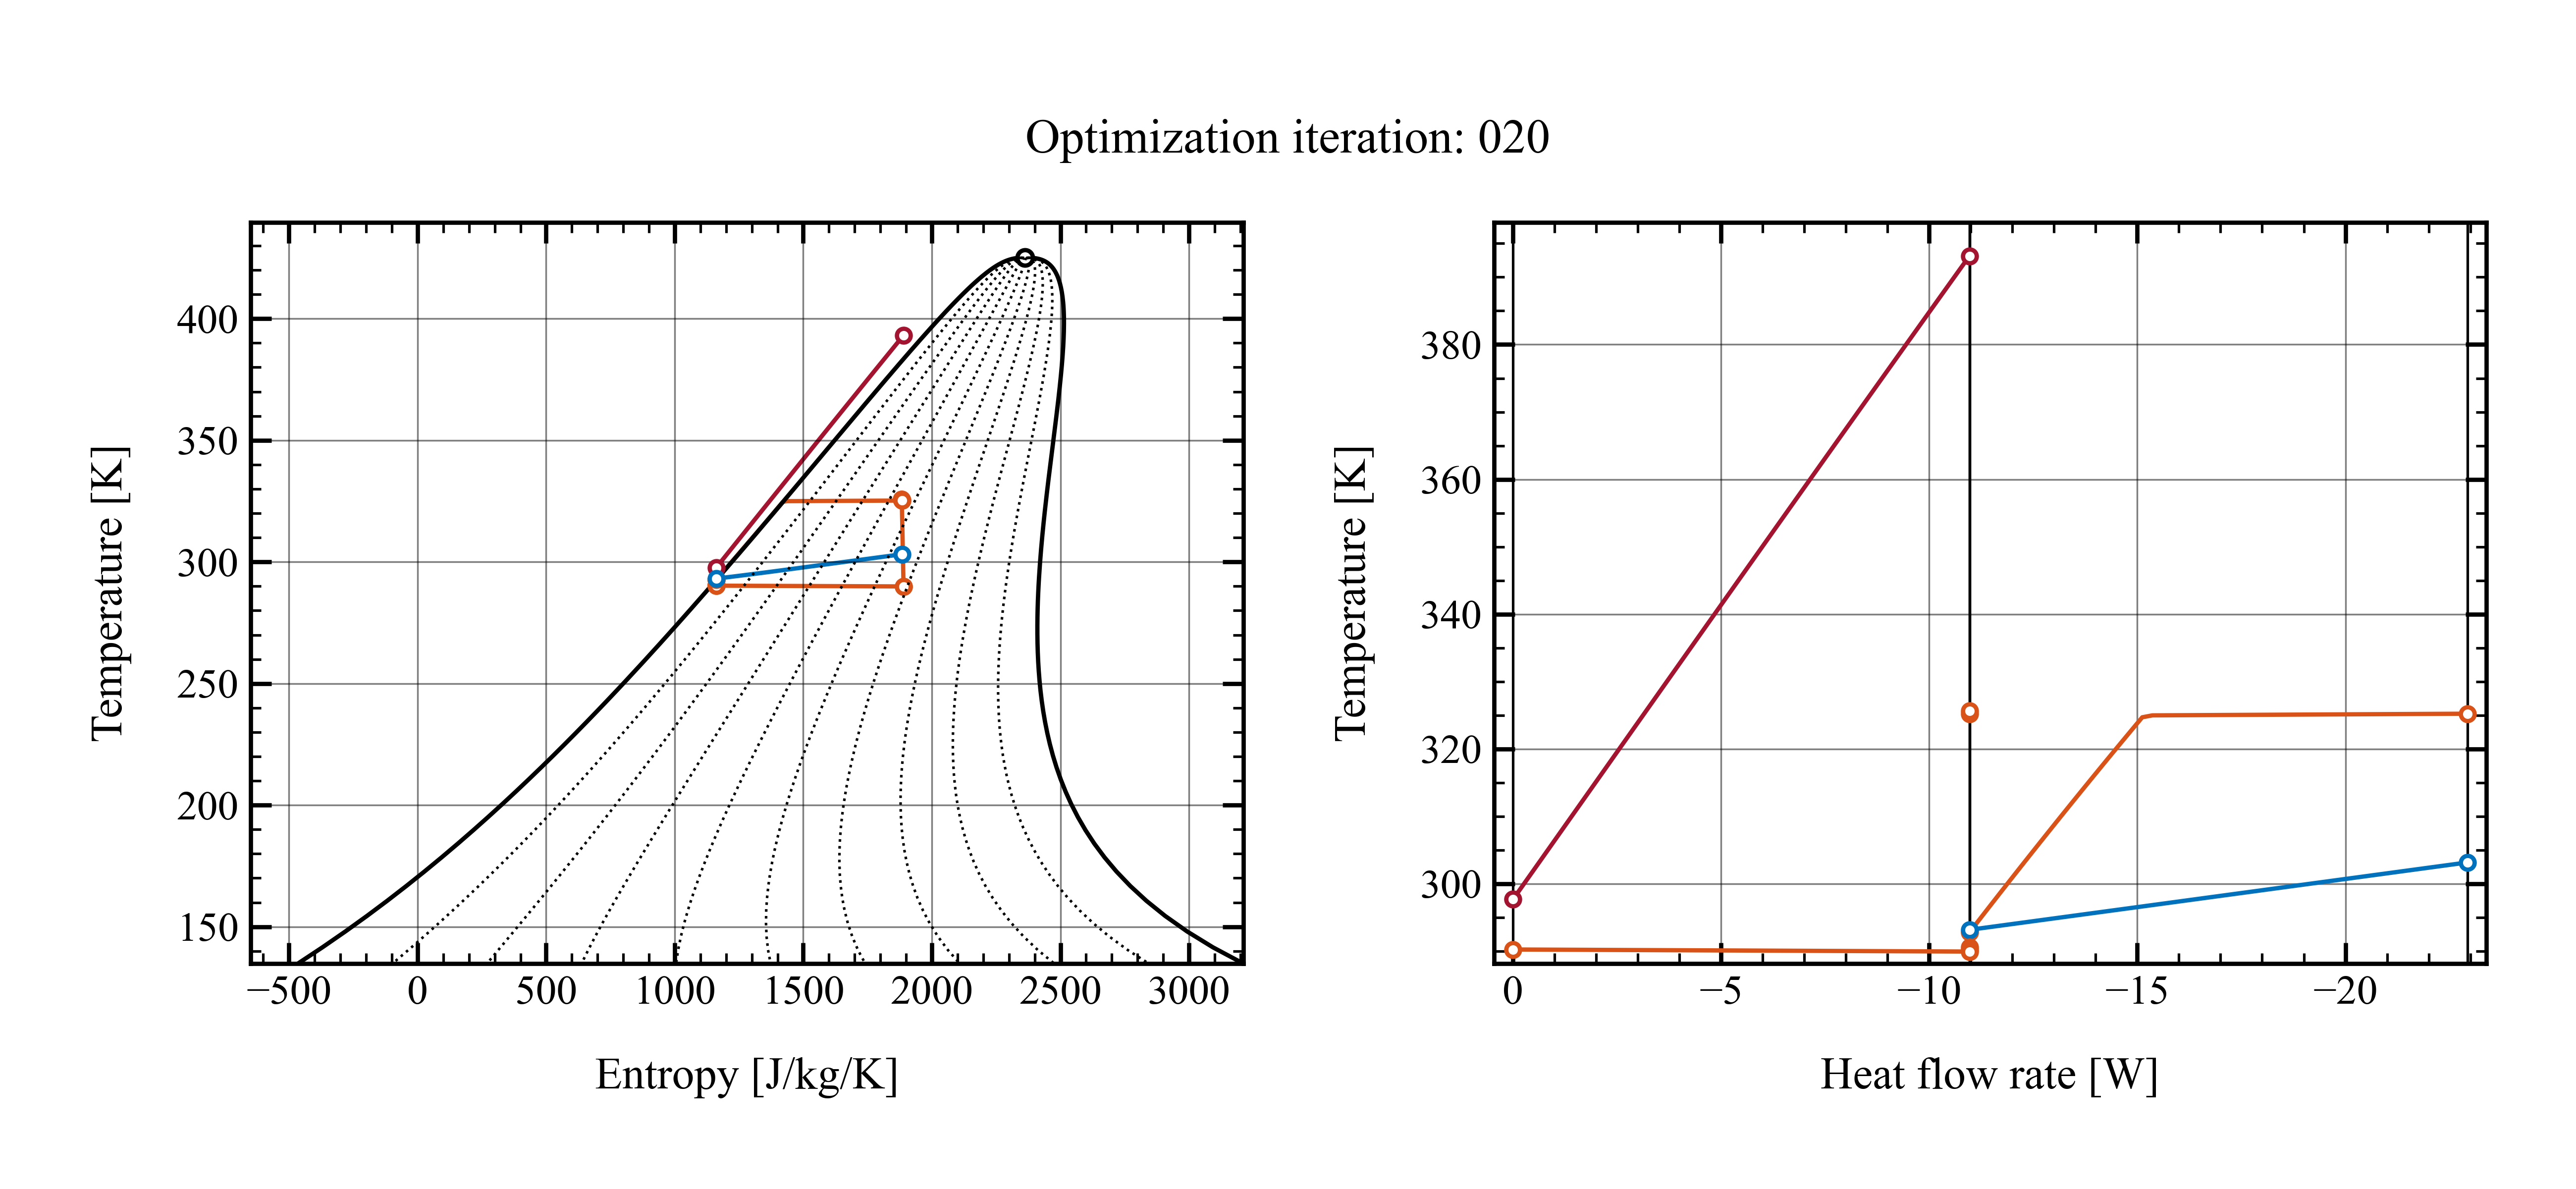 Optimization iteration: 020
Temperature [K]
400
350
300
250
200
150
−500 0 500 1000 1500 2000 2500 3000
Entropy [J/kg/K]
Temperature [K]
380
360
340
320
300
0 −5 −10 −15 −20
Heat flow rate [W]